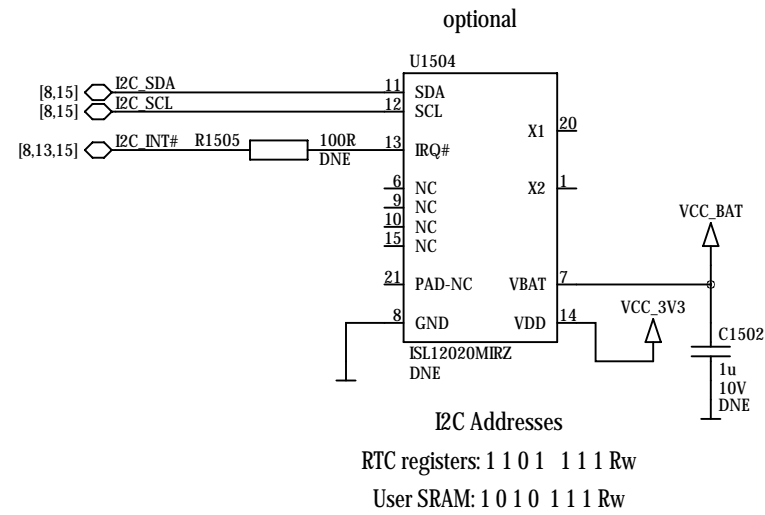 optional
U1504
[8,15] I2C_SDA 11 SDA
[8,15] I2C_SCL 12 SCL
X1 20
[8,13,15] I2C_INT# R1505 100R 13 IRQ#
DNE
6 NC X2 1
9 NC
10 NC
15 NC
VCC_BAT
21 PAD-NC VBAT 7
VCC_3V3
8 GND VDD 14
C1502
ISL12020MIRZ
DNE
1u
10V
DNE
I2C Addresses
RTC registers: 1 1 0 1 1 1 1 Rw
User SRAM: 1 0 1 0 1 1 1 Rw